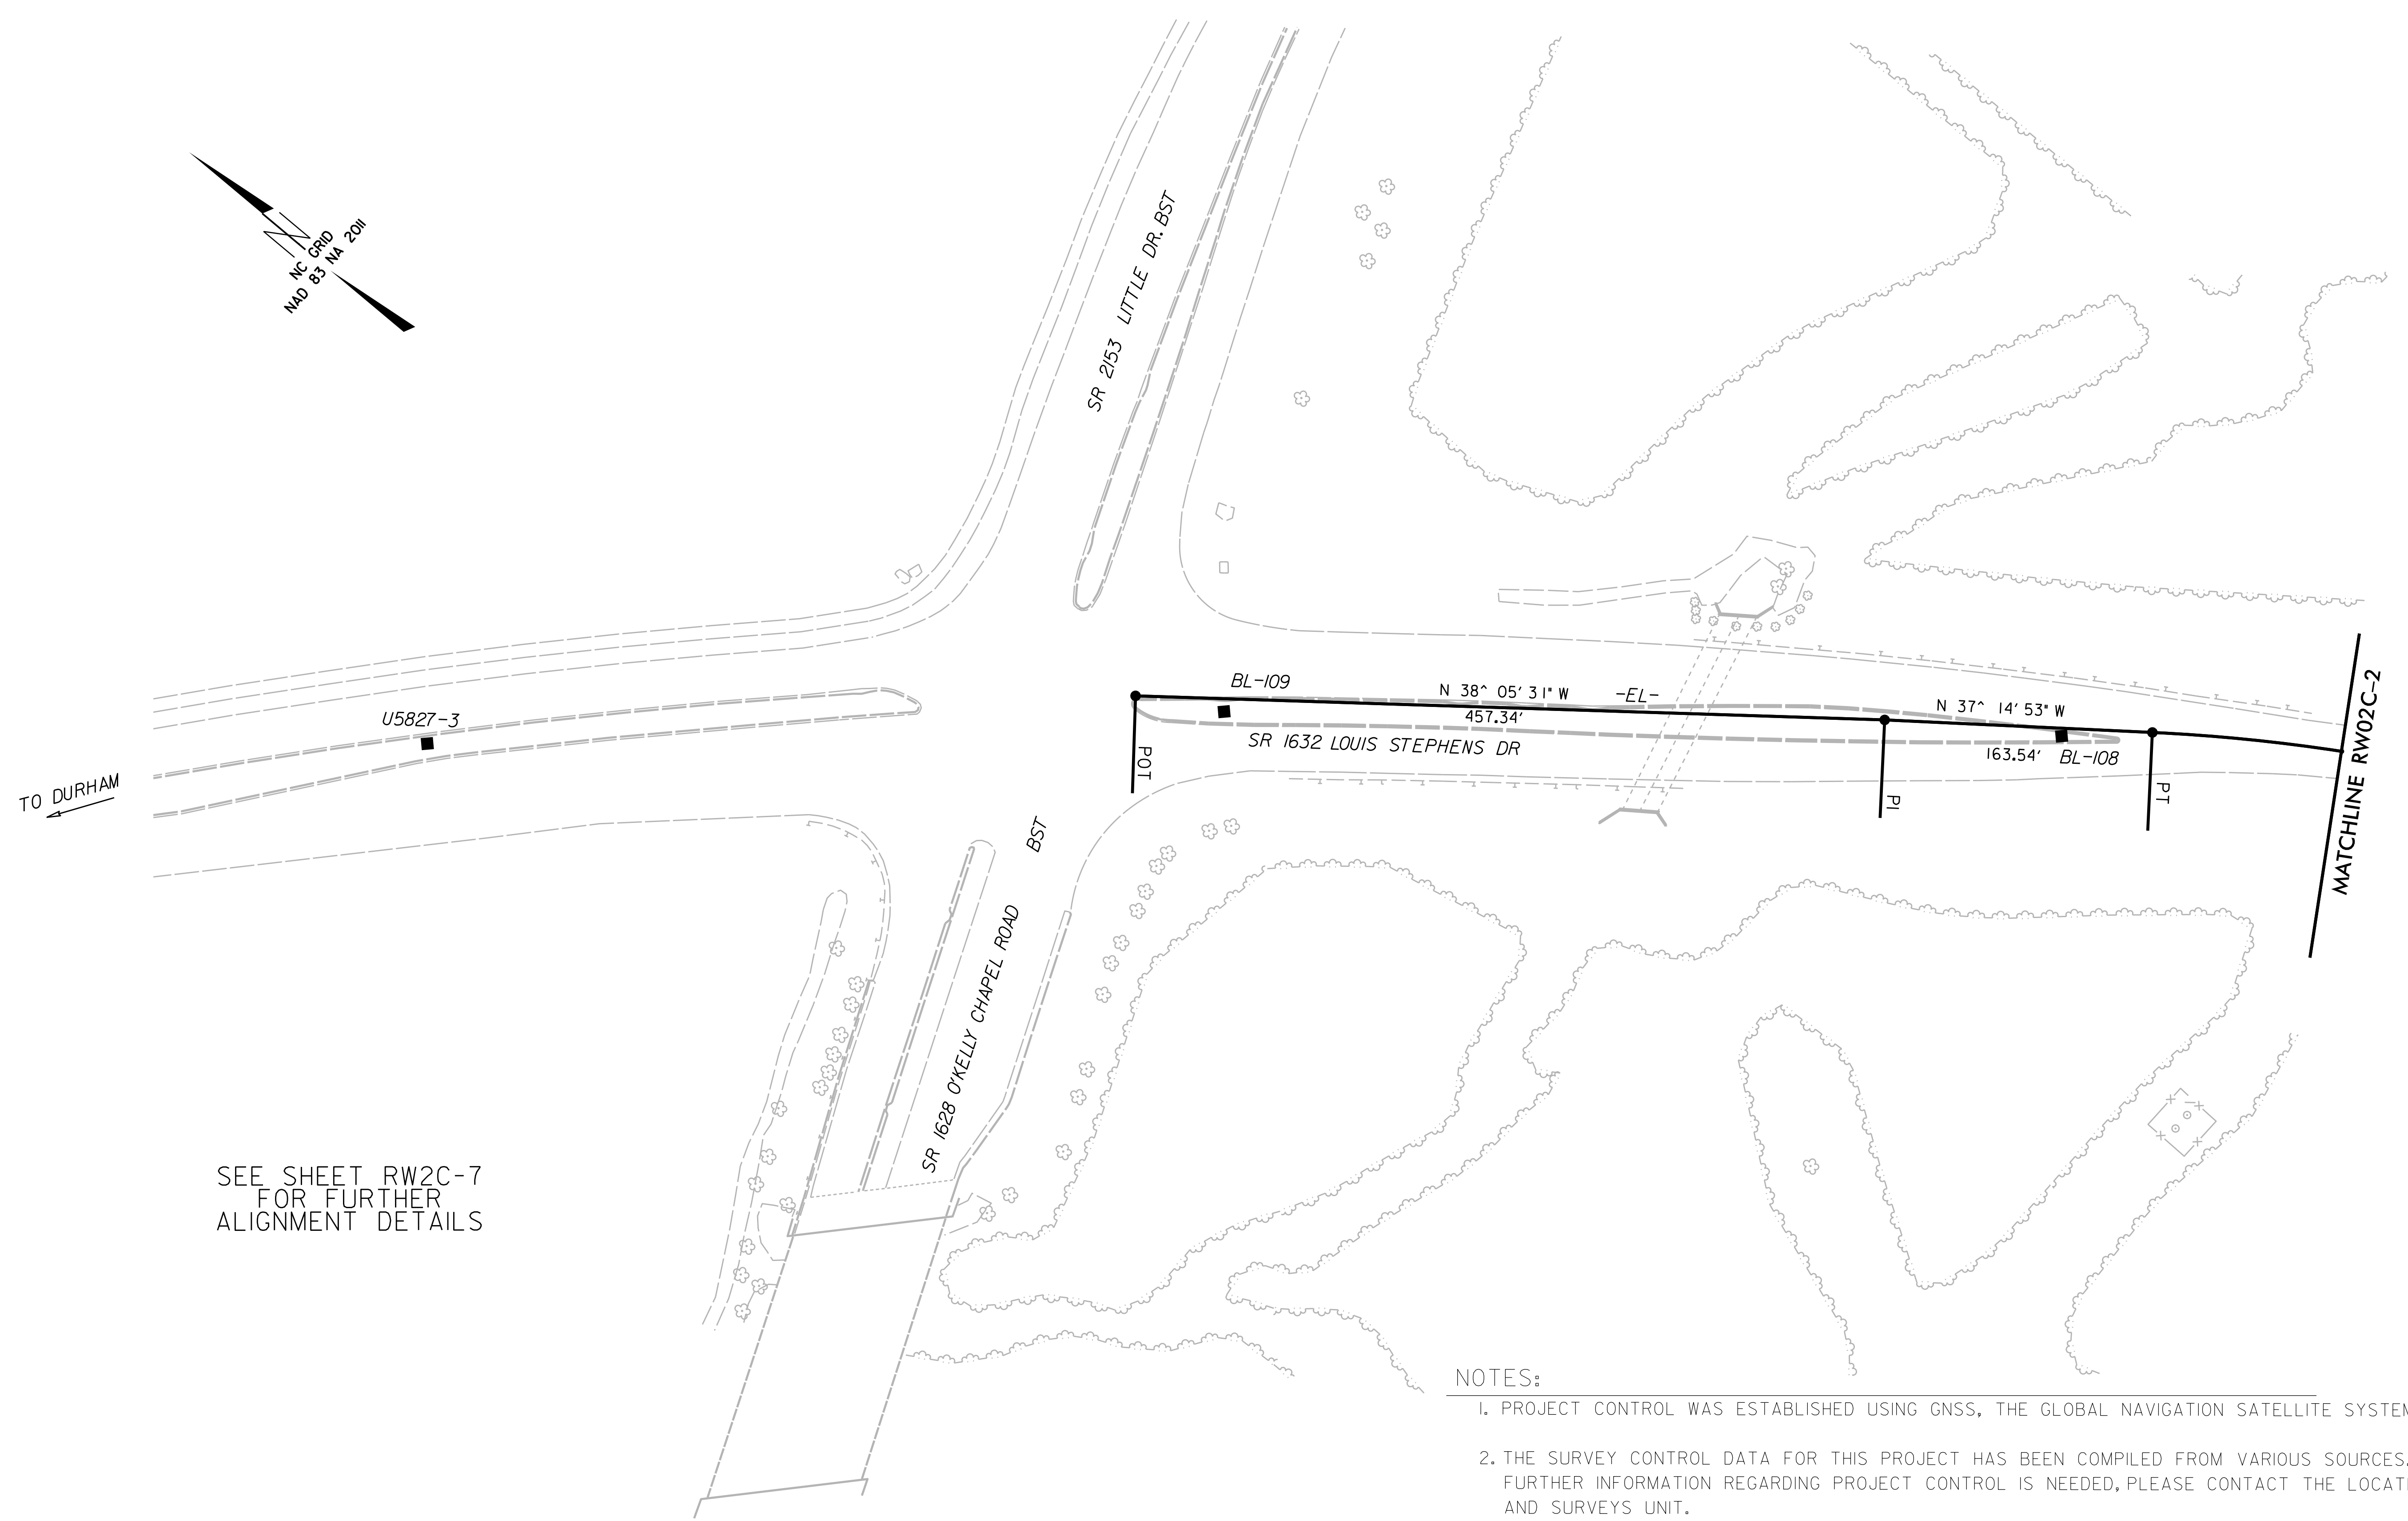 NC GRID
NAD 83 NA 2011
SR 2153 LITTLE DR. BST
U5827-3
TO DURHAM
BL-109
N 38^ 05' 31" W
-EL-
457.34'
SR 1632 LOUIS STEPHENS DR
N 37^ 14' 53" W
163.54'
BL-108
POT
PI
PT
MATCHLINE RW02C-2
BST
SR 1628 O'KELLY CHAPEL ROAD
SEE SHEET RW2C-7
FOR FURTHER
ALIGNMENT DETAILS
NOTES:
1. PROJECT CONTROL WAS ESTABLISHED USING GNSS, THE GLOBAL NAVIGATION SATELLITE SYSTEM
2. THE SURVEY CONTROL DATA FOR THIS PROJECT HAS BEEN COMPILED FROM VARIOUS SOURCES.
FURTHER INFORMATION REGARDING PROJECT CONTROL IS NEEDED, PLEASE CONTACT THE LOCATI
AND SURVEYS UNIT.